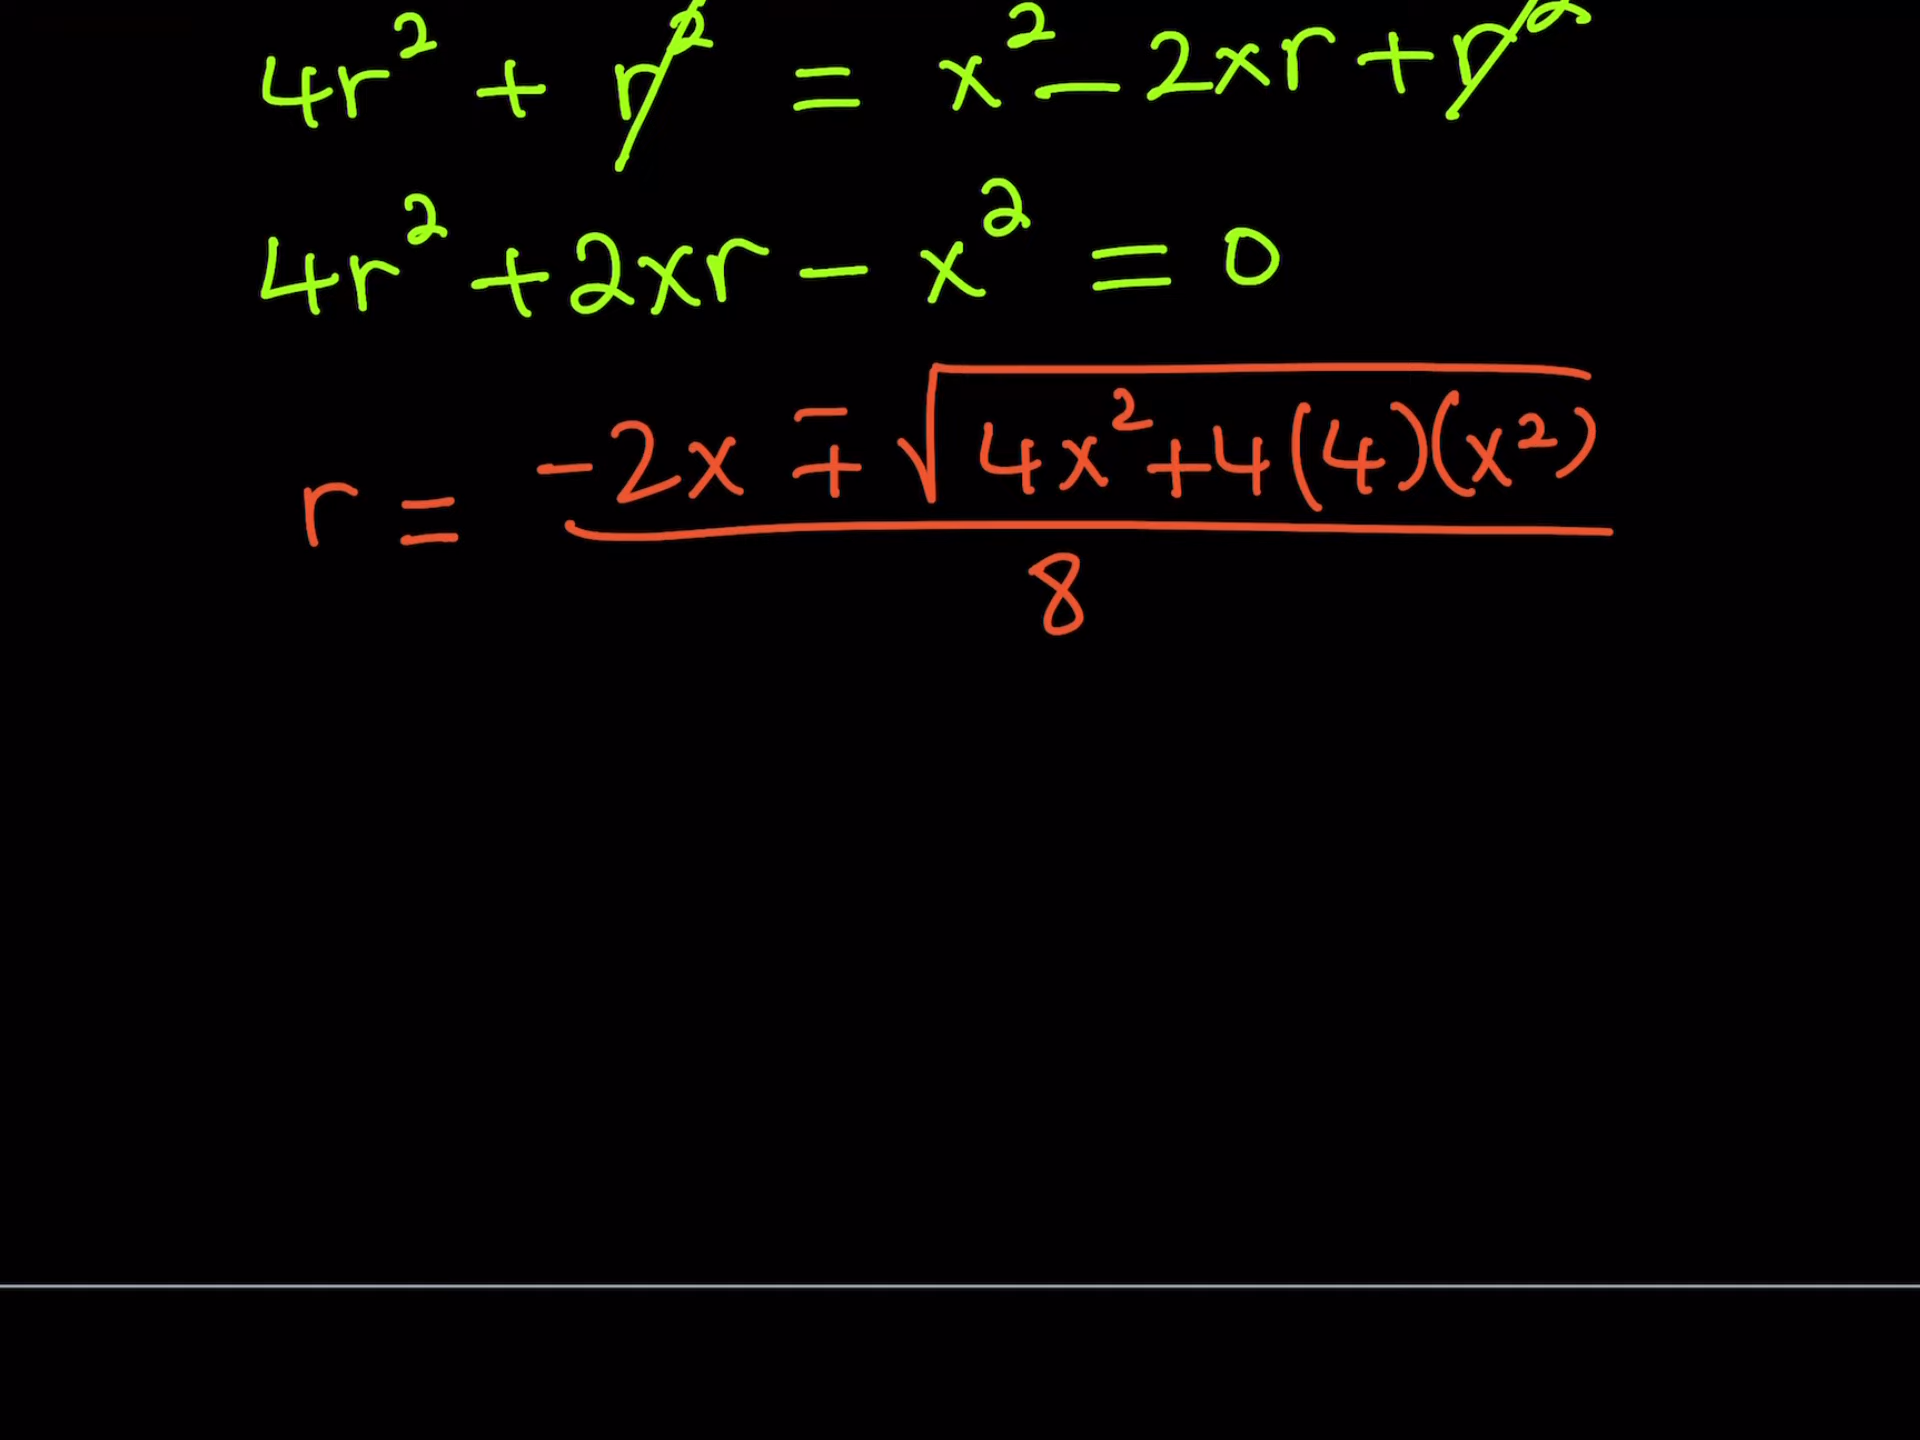 4r² + r² = x² - 2xr + r²
4r² + 2xr - x² = 0
r = (-2x ∓ √(4x² + 4(4)(x²))) / 8